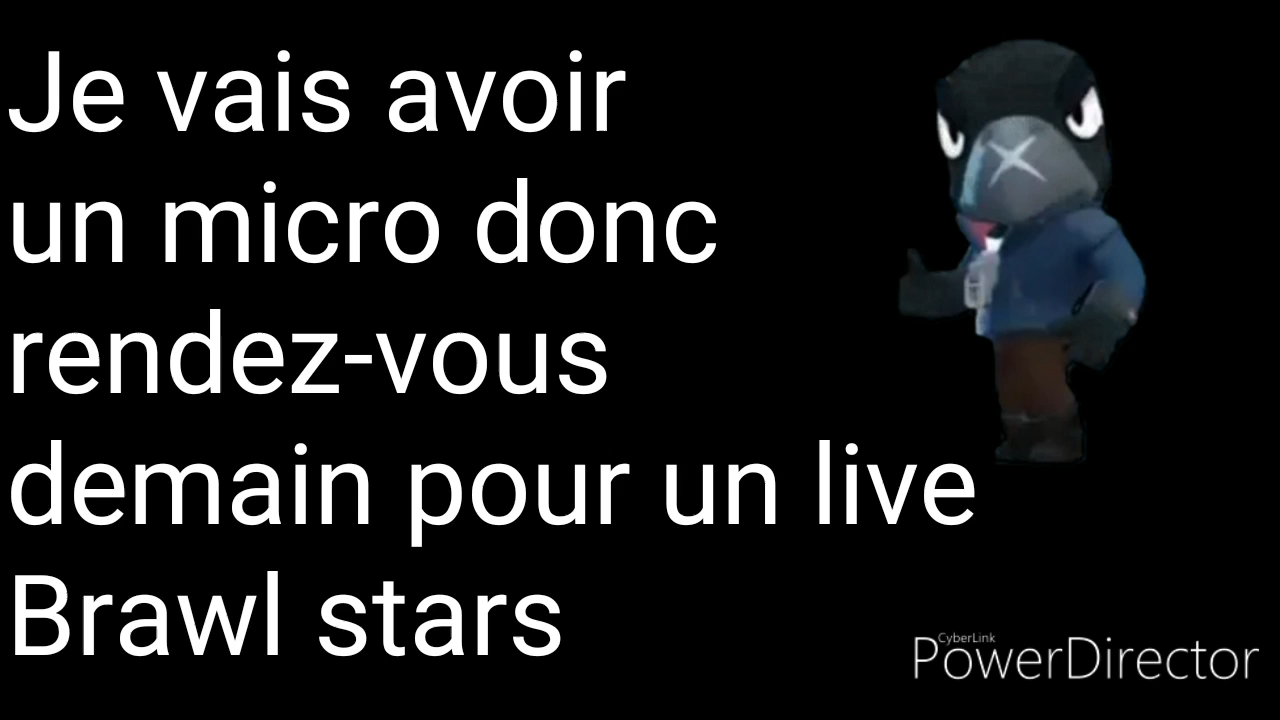 Je vais avoir
un micro donc
rendez-vous
demain pour un live
Brawl stars
CyberLink
PowerDirector